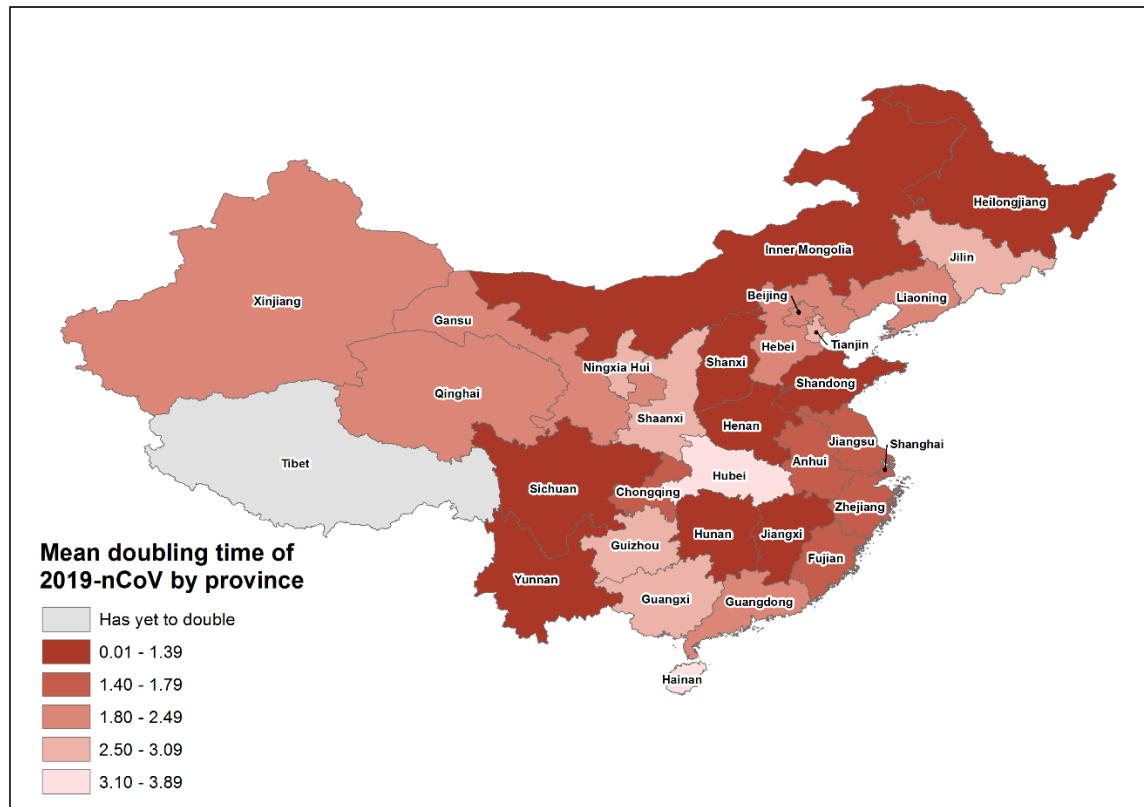 Heilongjiang
Inner Mongolia
Jilin
Beijing
Liaoning
Xinjiang
Gansu
Tianjin
Hebei
Ningxia Hui
Shanxi
Shandong
Qinghai
Shaanxi
Henan
Jiangsu
Shanghai
Anhui
Tibet
Hubei
Sichuan
Chongqing
Zhejiang
Hunan
Jiangxi
Guizhou
Fujian
Yunnan
Guangxi
Guangdong
Hainan
Mean doubling time of
2019-nCoV by province
Has yet to double
0.01 - 1.39
1.40 - 1.79
1.80 - 2.49
2.50 - 3.09
3.10 - 3.89